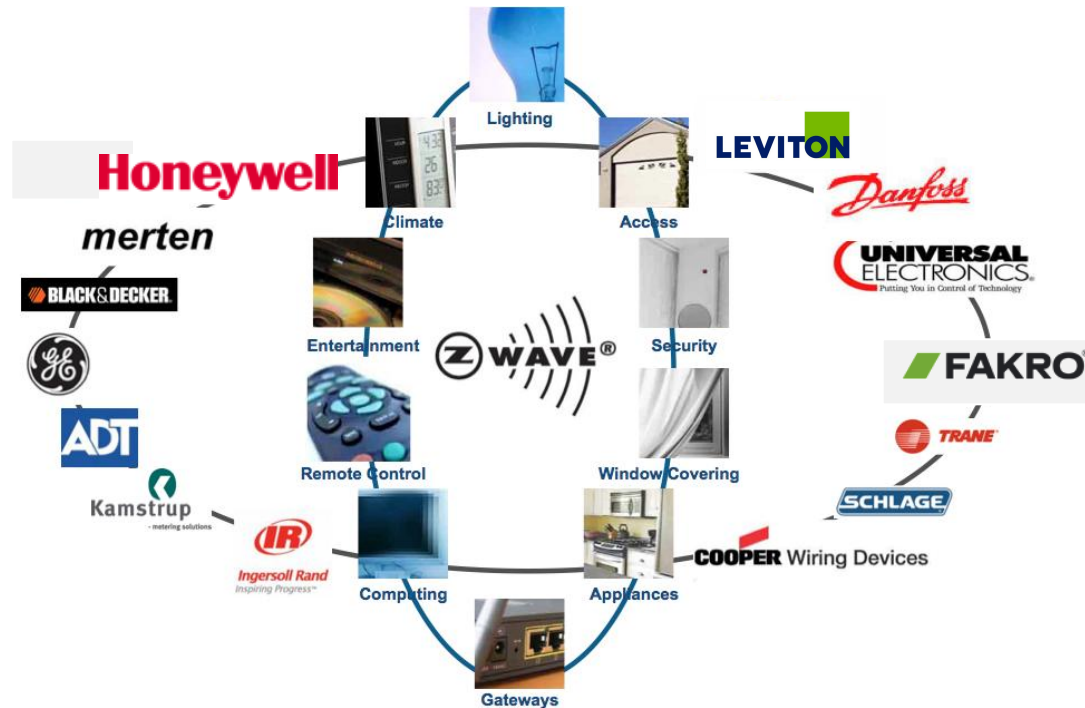 Lighting
LEVITON
Honeywell
Danfoss
Climate
Access
merten
UNIVERSAL
ELECTRONICS®
Putting You in Control of Technology
BLACK&DECKER.
Entertainment
Z WAVE®
Security
GE
FAKRO®
ADT
TRANE®
Remote Control
Window Covering
Kamstrup
- metering solutions
SCHLAGE
IR
Ingersoll Rand
Inspiring Progress™
COOPER Wiring Devices
Computing
Appliances
Gateways